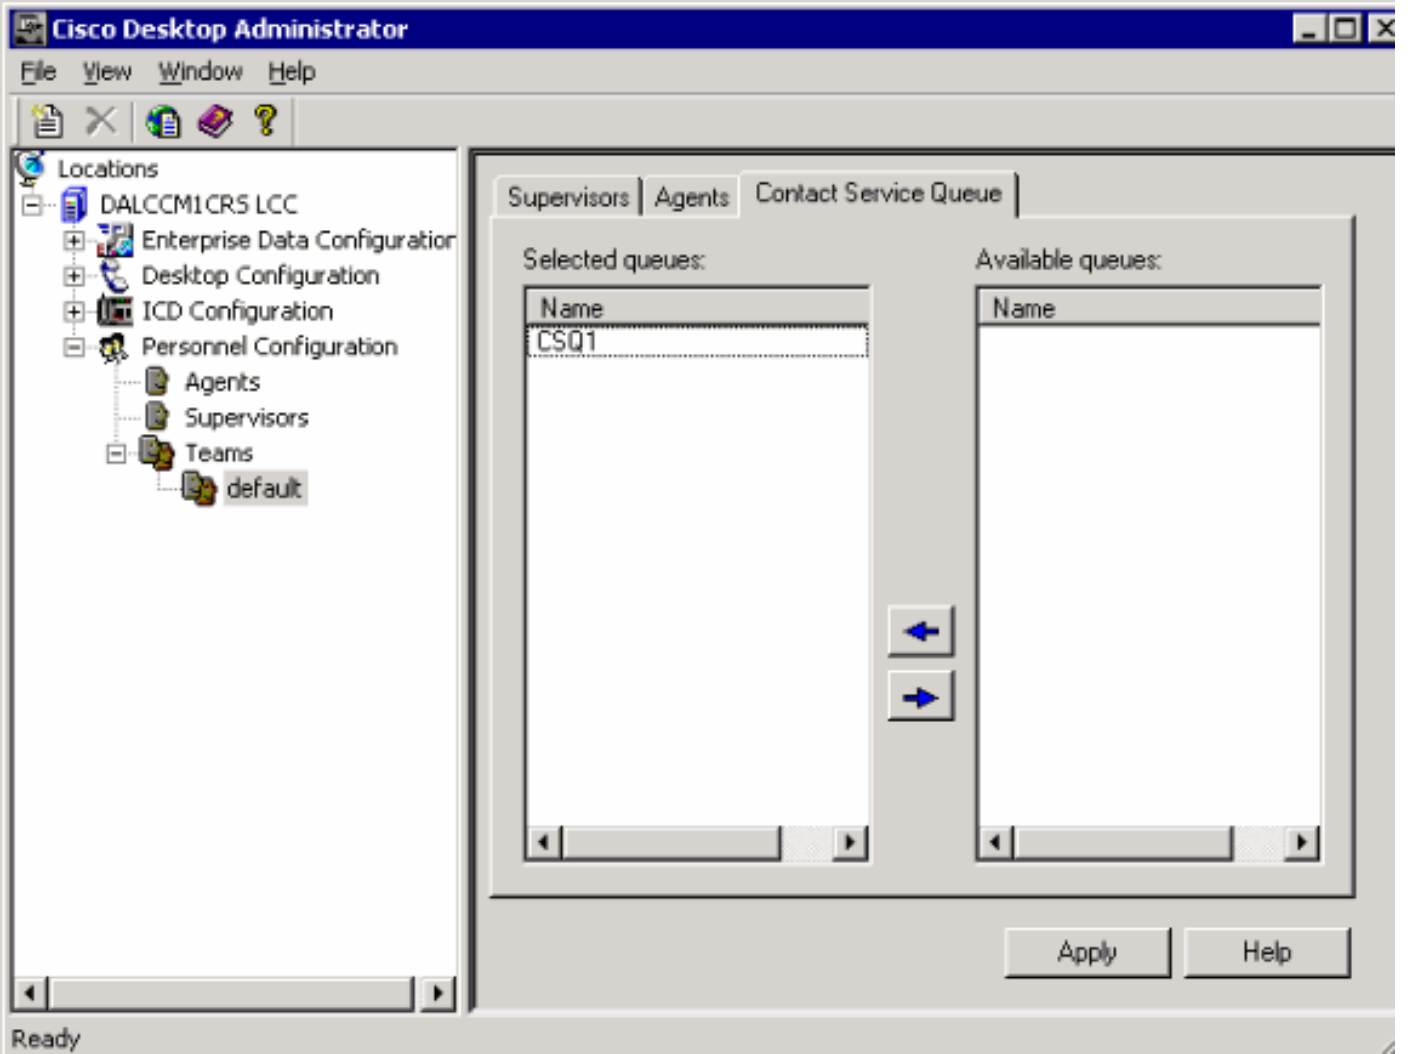 Cisco Desktop Administrator
File View Window Help
Locations
DALCCM1CRS LCC
Enterprise Data Configuration
Desktop Configuration
ICD Configuration
Personnel Configuration
Agents
Supervisors
Teams
default
Supervisors Agents Contact Service Queue
Selected queues: Available queues:
Name Name
CSQ1
Apply Help
Ready